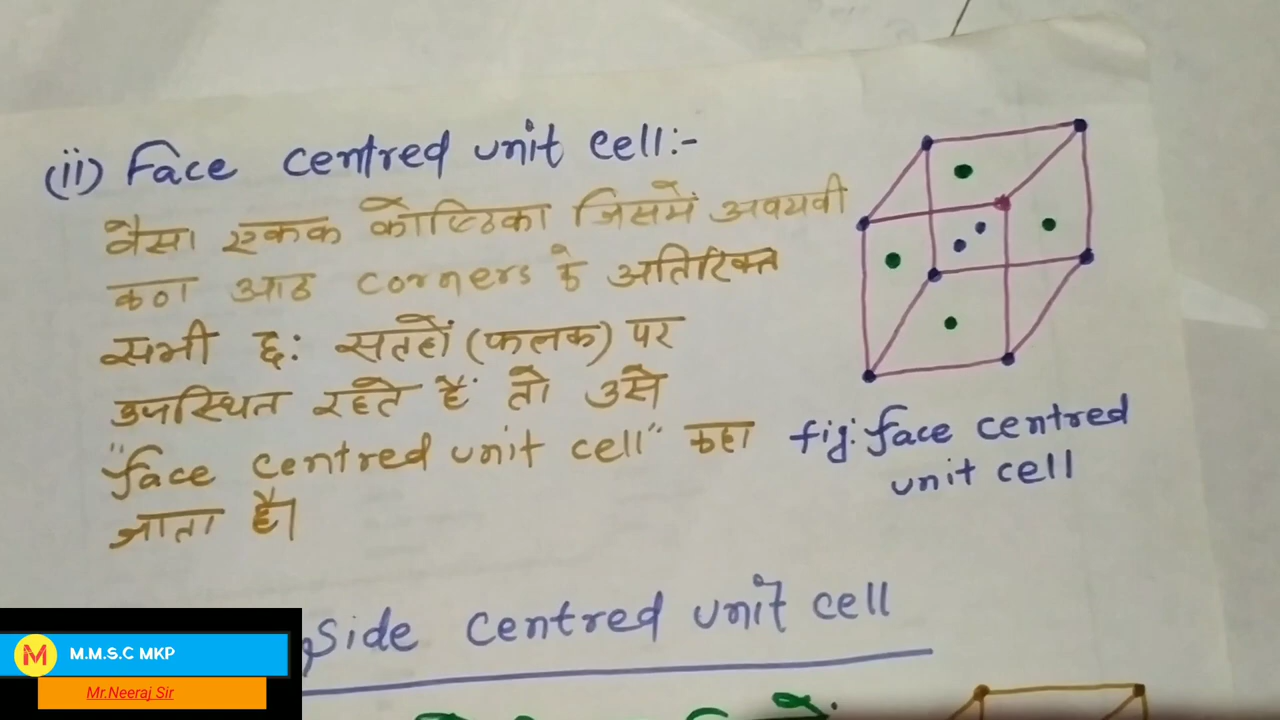 (ii) Face centred unit cell:-
वैसा एकक कोष्ठिका जिसमें अवयवी
कण आठ corners के अतिरिक्त
सभी छ: सतहों (फलक) पर
उपस्थित रहते हैं तो उसे
"face centred unit cell" कहा
जाता है।
fig: face centred
unit cell
Side centred unit cell
M M.M.S.C MKP
Mr.Neeraj Sir